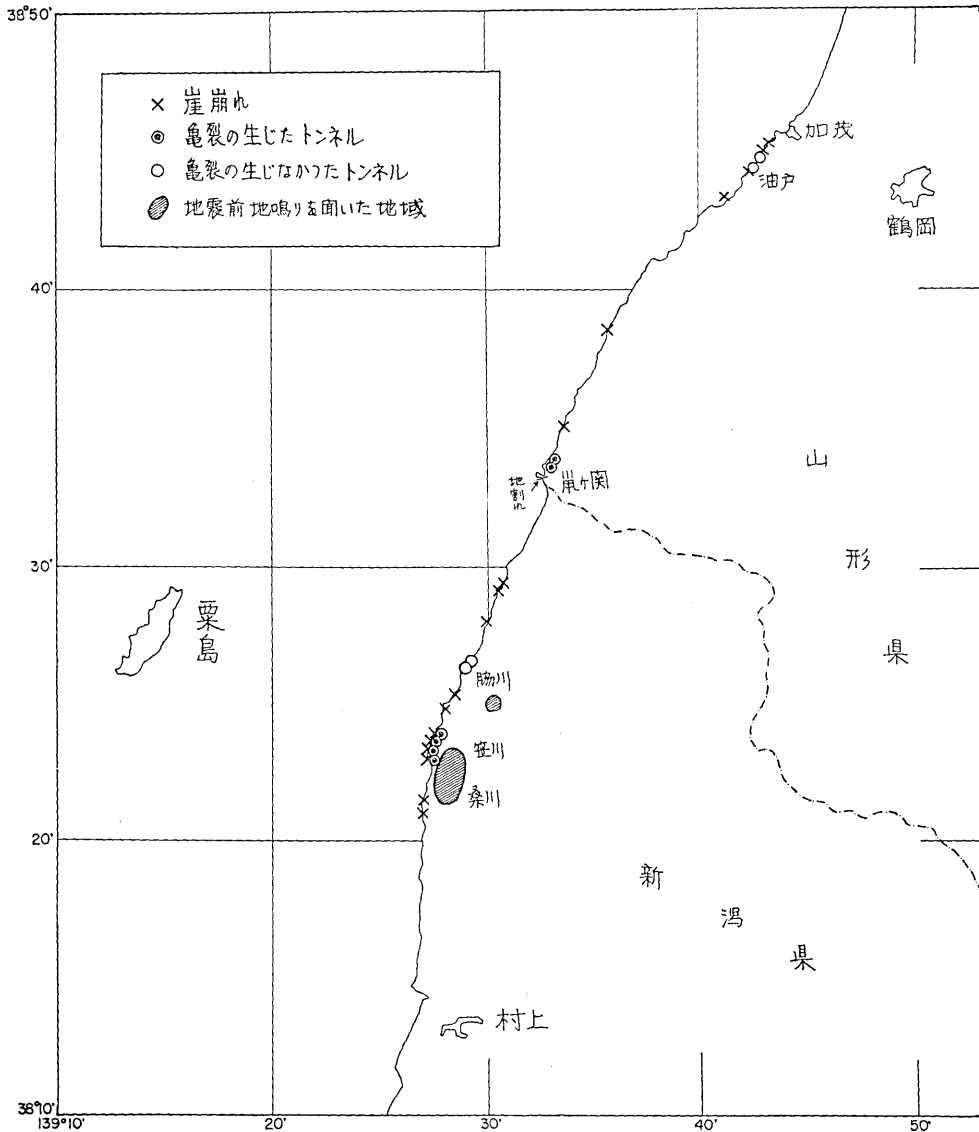 38°50'
× 崖崩れ
◉ 亀裂の生じたトンネル
○ 亀裂の生じなかつたトンネル
地震前地鳴りを聞いた地域
加茂
油戸
鶴岡
40'
地割れ
鼠ヶ関
山
形
県
30'
粟島
脇川
笹川
桑川
20'
新
潟
県
村上
38°10'
139°10'
20'
30'
40'
50'